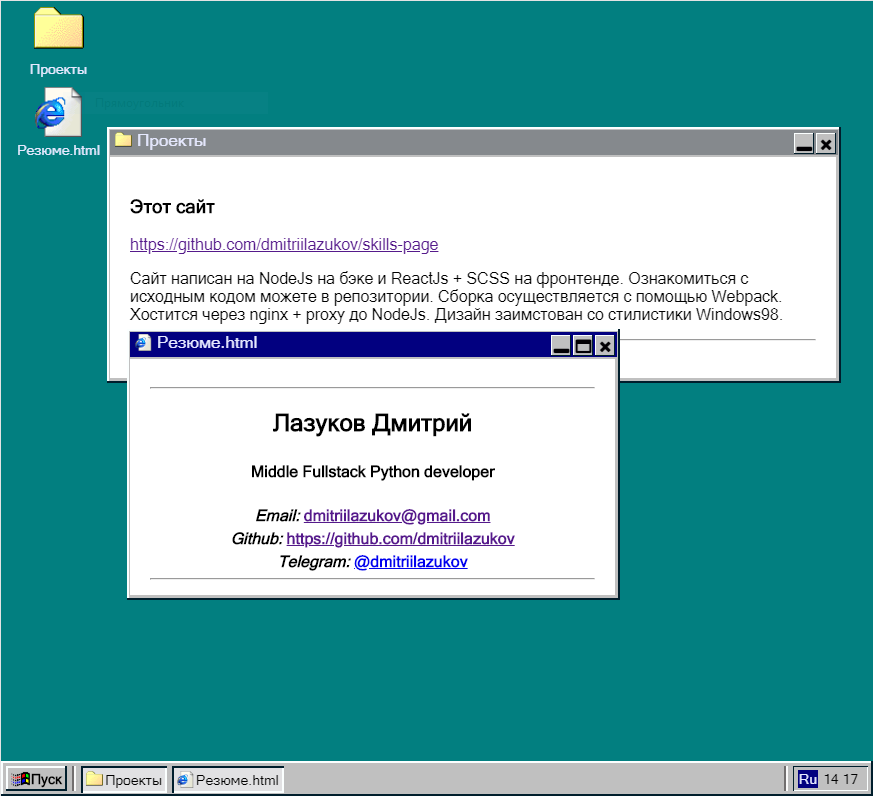 Проекты
Резюме.html
Проекты
Этот сайт
https://github.com/dmitriilazukov/skills-page
Сайт написан на NodeJs на бэке и ReactJs + SCSS на фронтенде. Ознакомиться с
исходным кодом можете в репозитории. Сборка осуществляется с помощью Webpack.
Хостится через nginx + proxy до NodeJs. Дизайн заимстован со стилистики Windows98.
Резюме.html
Лазуков Дмитрий
Middle Fullstack Python developer
Email: dmitriilazukov@gmail.com
Github: https://github.com/dmitriilazukov
Telegram: @dmitriilazukov
Пуск Проекты Резюме.html Ru 14 17